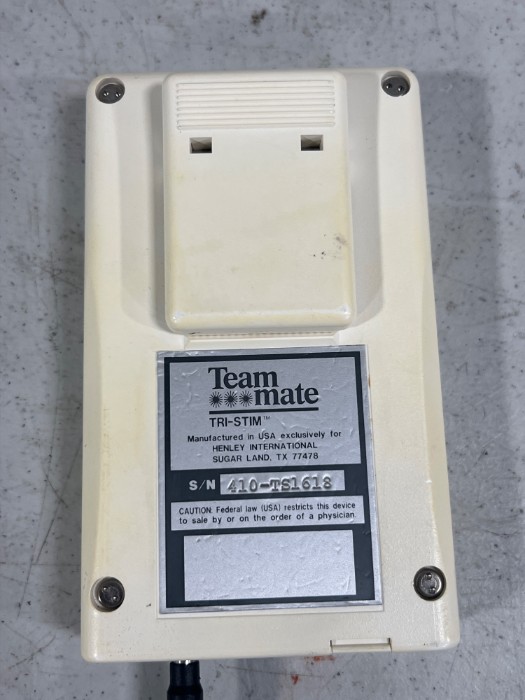 Team
mate
TRI-STIM™
Manufactured in USA exclusively for
HENLEY INTERNATIONAL
SUGAR LAND, TX 77478
S/N 410-TS1618
CAUTION: Federal law (USA) restricts this device
to sale by or on the order of a physician.